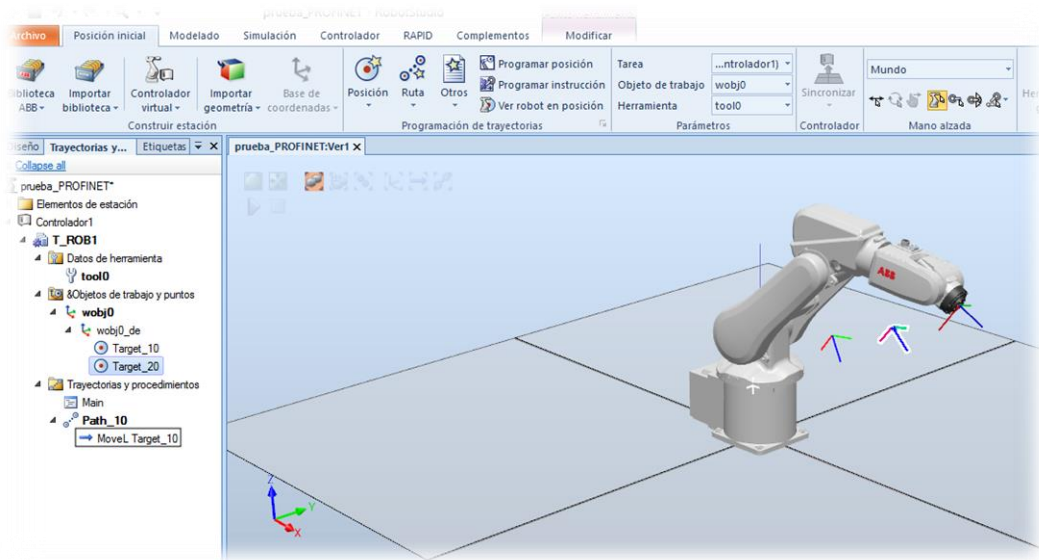 prueba_PROFINET - RobotStudio
Archivo Posición inicial Modelado Simulación Controlador RAPID Complementos Modificar
Biblioteca ABB
Importar biblioteca
Controlador virtual
Importar geometría
Base de coordenadas
Construir estación
Posición
Ruta
Otros
Programar posición
Programar instrucción
Ver robot en posición
Programación de trayectorias
Tarea ...ntrolador1)
Objeto de trabajo wobj0
Herramienta tool0
Parámetros
Sincronizar
Controlador
Mundo
Mano alzada
Diseño Trayectorias y... Etiquetas X
prueba_PROFINET:Ver1 X
Collapse all
prueba_PROFINET*
Elementos de estación
Controlador1
T_ROB1
Datos de herramienta
tool0
&Objetos de trabajo y puntos
wobj0
wobj0_de
Target_10
Target_20
Trayectorias y procedimientos
Main
Path_10
MoveL Target_10
ABB
Z
Y
X